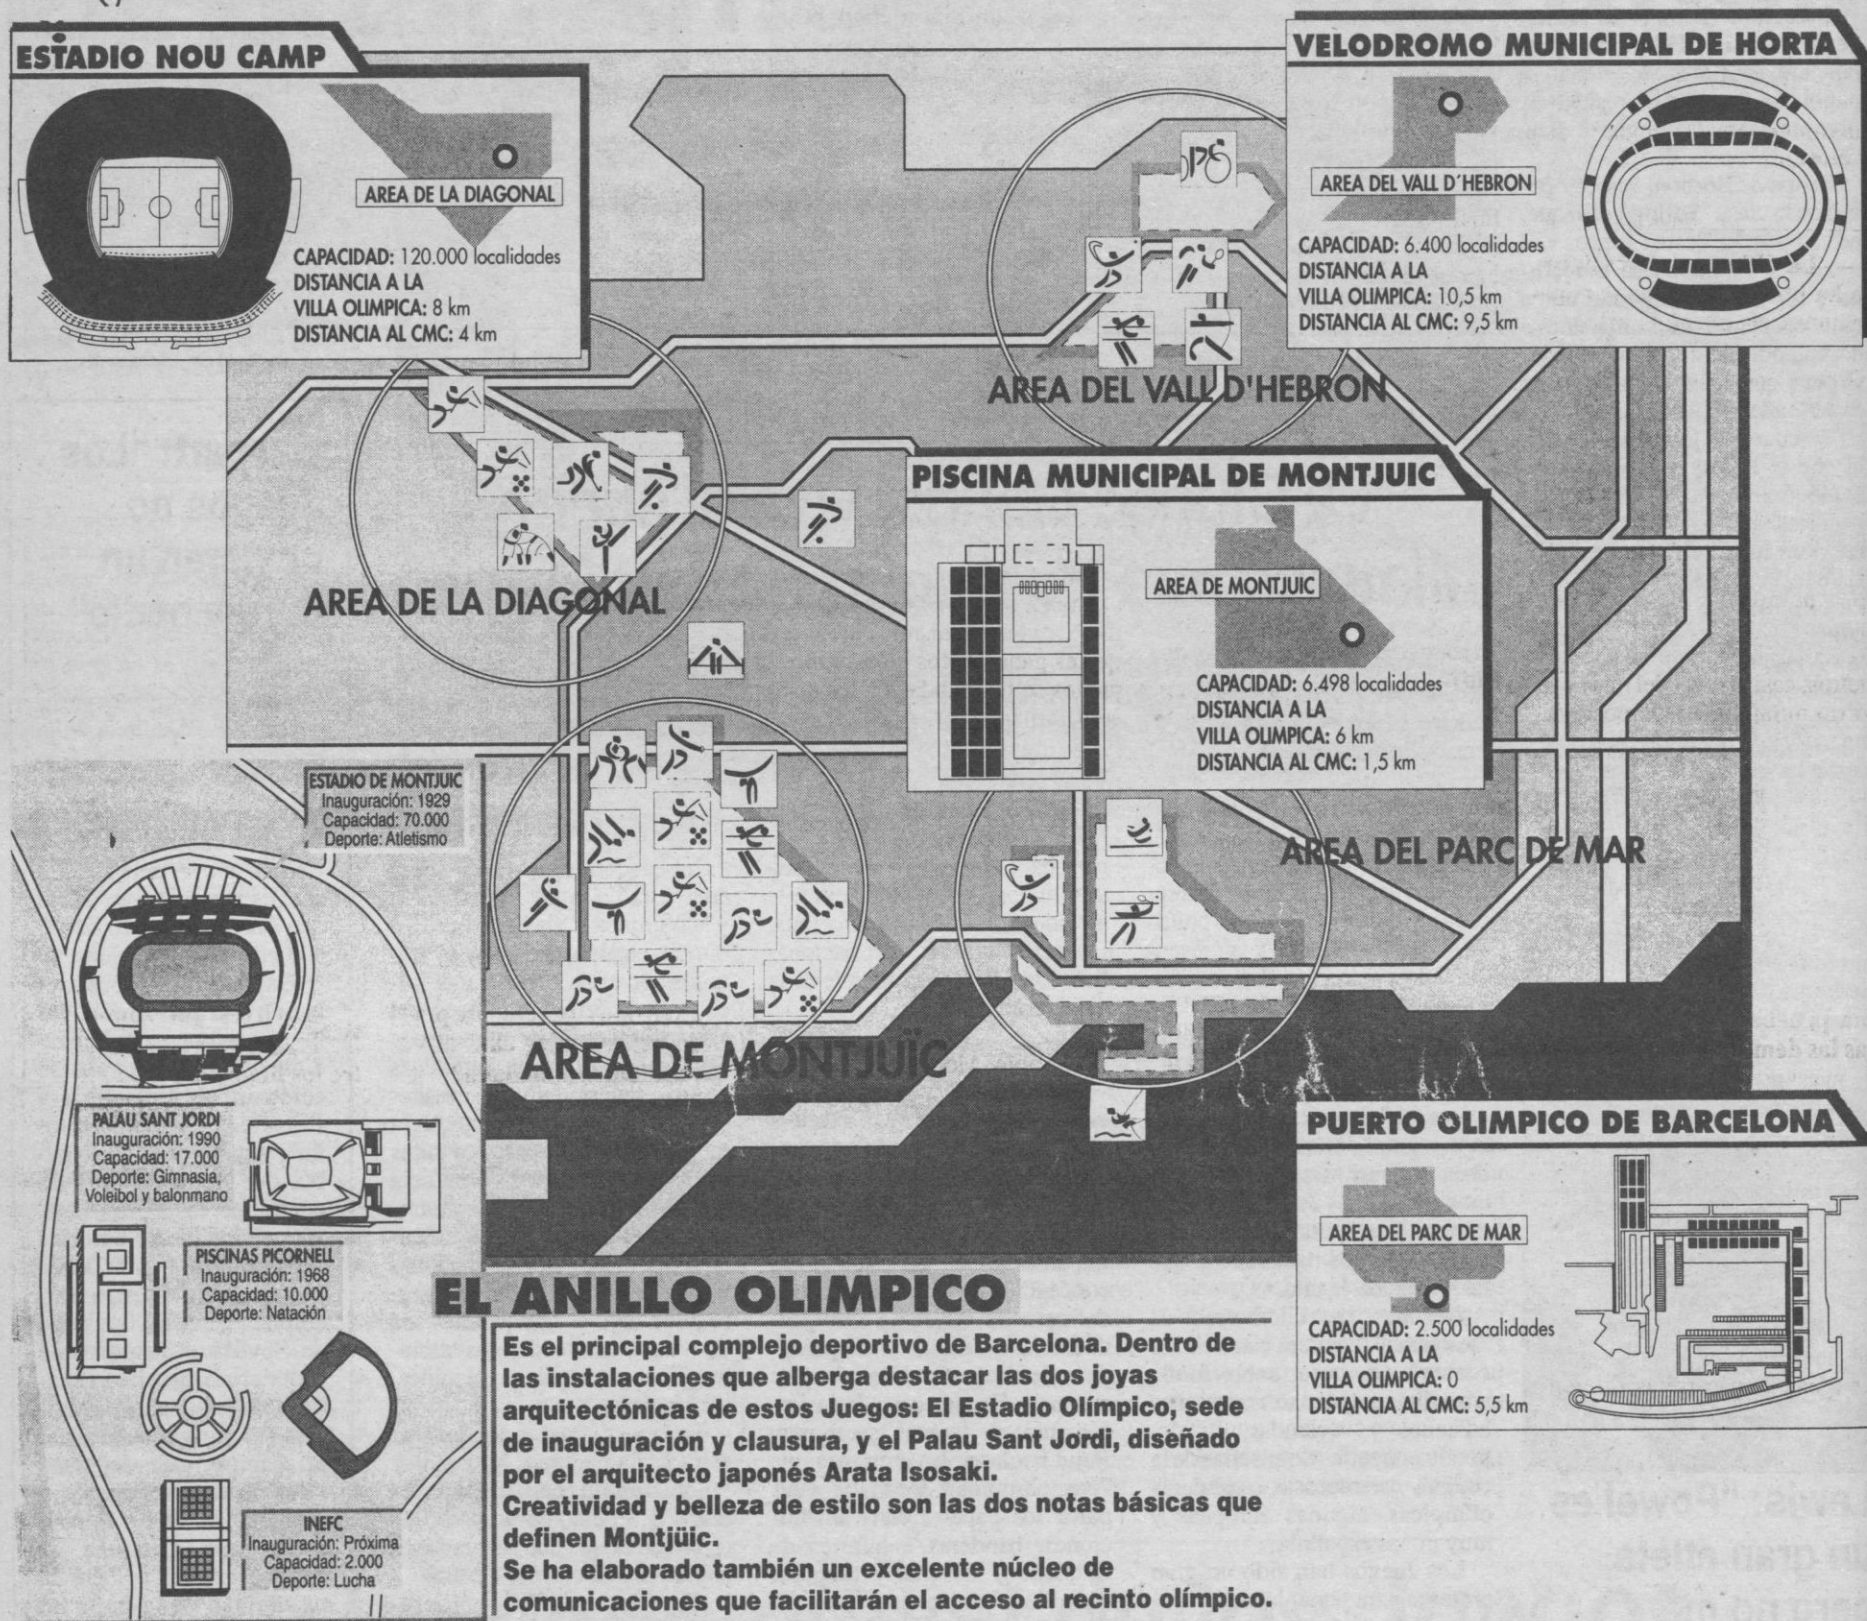 ESTADIO NOU CAMP
AREA DE LA DIAGONAL
CAPACIDAD: 120.000 localidades
DISTANCIA A LA
VILLA OLIMPICA: 8 km
DISTANCIA AL CMC: 4 km
VELODROMO MUNICIPAL DE HORTA
AREA DEL VALL D'HEBRON
CAPACIDAD: 6.400 localidades
DISTANCIA A LA
VILLA OLIMPICA: 10,5 km
DISTANCIA AL CMC: 9,5 km
AREA DEL VALL D'HEBRON
PISCINA MUNICIPAL DE MONTJUIC
AREA DE MONTJUIC
CAPACIDAD: 6.498 localidades
DISTANCIA A LA
VILLA OLIMPICA: 6 km
DISTANCIA AL CMC: 1,5 km
AREA DE LA DIAGONAL
ESTADIO DE MONTJUIC
Inauguración: 1929
Capacidad: 70.000
Deporte: Atletismo
AREA DEL PARC DE MAR
AREA DE MONTJUÏC
PALAU SANT JORDI
Inauguración: 1990
Capacidad: 17.000
Deporte: Gimnasia,
Voleibol y balonmano
PISCINAS PICORNELL
Inauguración: 1968
Capacidad: 10.000
Deporte: Natación
INEFC
Inauguración: Próxima
Capacidad: 2.000
Deporte: Lucha
PUERTO OLIMPICO DE BARCELONA
AREA DEL PARC DE MAR
CAPACIDAD: 2.500 localidades
DISTANCIA A LA
VILLA OLIMPICA: 0
DISTANCIA AL CMC: 5,5 km
EL ANILLO OLIMPICO
Es el principal complejo deportivo de Barcelona. Dentro de
las instalaciones que alberga destacar las dos joyas
arquitectónicas de estos Juegos: El Estadio Olímpico, sede
de inauguración y clausura, y el Palau Sant Jordi, diseñado
por el arquitecto japonés Arata Isosaki.
Creatividad y belleza de estilo son las dos notas básicas que
definen Montjüic.
Se ha elaborado también un excelente núcleo de
comunicaciones que facilitarán el acceso al recinto olímpico.